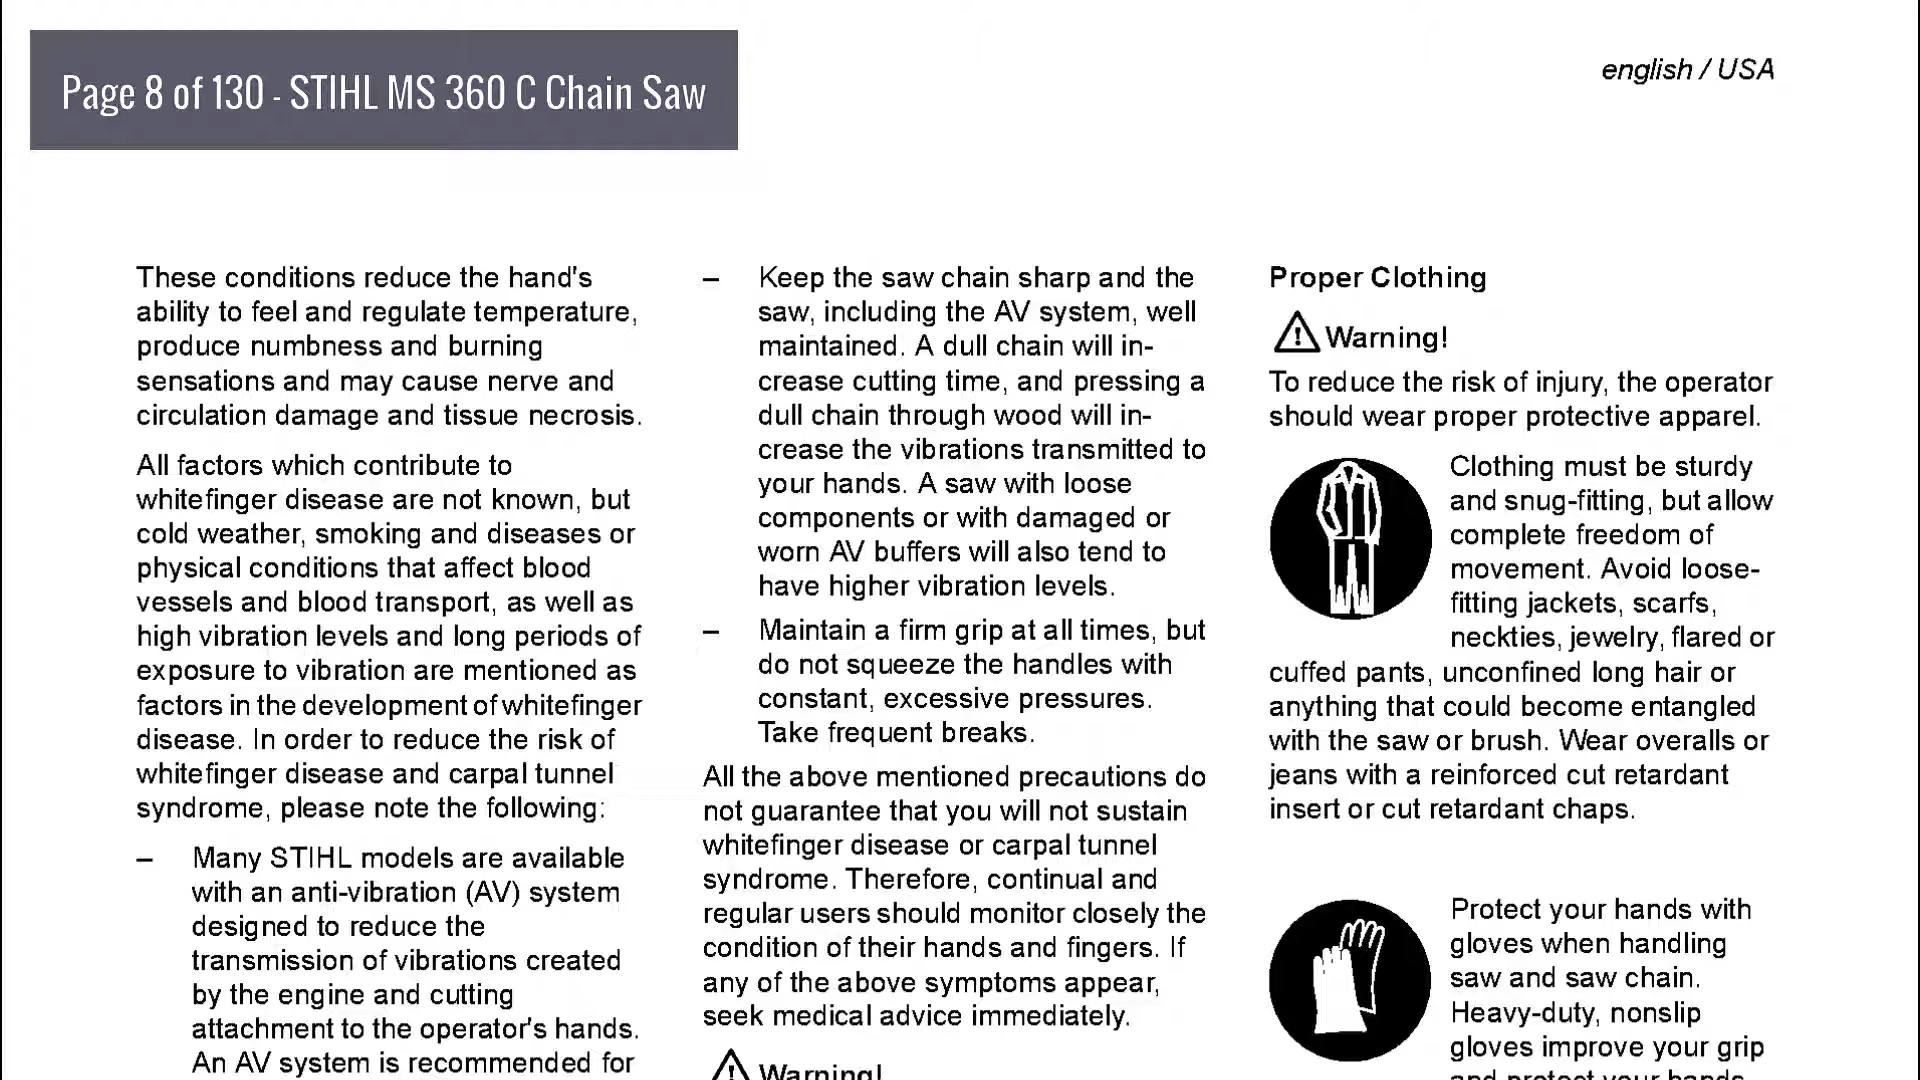 Page 8 of 130 - STIHL MS 360 C Chain Saw
english / USA
These conditions reduce the hand's
ability to feel and regulate temperature,
produce numbness and burning
sensations and may cause nerve and
circulation damage and tissue necrosis.
All factors which contribute to
whitefinger disease are not known, but
cold weather, smoking and diseases or
physical conditions that affect blood
vessels and blood transport, as well as
high vibration levels and long periods of
exposure to vibration are mentioned as
factors in the development of whitefinger
disease. In order to reduce the risk of
whitefinger disease and carpal tunnel
syndrome, please note the following:
– Many STIHL models are available
with an anti-vibration (AV) system
designed to reduce the
transmission of vibrations created
by the engine and cutting
attachment to the operator's hands.
An AV system is recommended for
– Keep the saw chain sharp and the
saw, including the AV system, well
maintained. A dull chain will in-
crease cutting time, and pressing a
dull chain through wood will in-
crease the vibrations transmitted to
your hands. A saw with loose
components or with damaged or
worn AV buffers will also tend to
have higher vibration levels.
– Maintain a firm grip at all times, but
do not squeeze the handles with
constant, excessive pressures.
Take frequent breaks.
All the above mentioned precautions do
not guarantee that you will not sustain
whitefinger disease or carpal tunnel
syndrome. Therefore, continual and
regular users should monitor closely the
condition of their hands and fingers. If
any of the above symptoms appear,
seek medical advice immediately.
Warning!
Proper Clothing
Warning!
To reduce the risk of injury, the operator
should wear proper protective apparel.
Clothing must be sturdy
and snug-fitting, but allow
complete freedom of
movement. Avoid loose-
fitting jackets, scarfs,
neckties, jewelry, flared or
cuffed pants, unconfined long hair or
anything that could become entangled
with the saw or brush. Wear overalls or
jeans with a reinforced cut retardant
insert or cut retardant chaps.
Protect your hands with
gloves when handling
saw and saw chain.
Heavy-duty, nonslip
gloves improve your grip
and protect your hands.